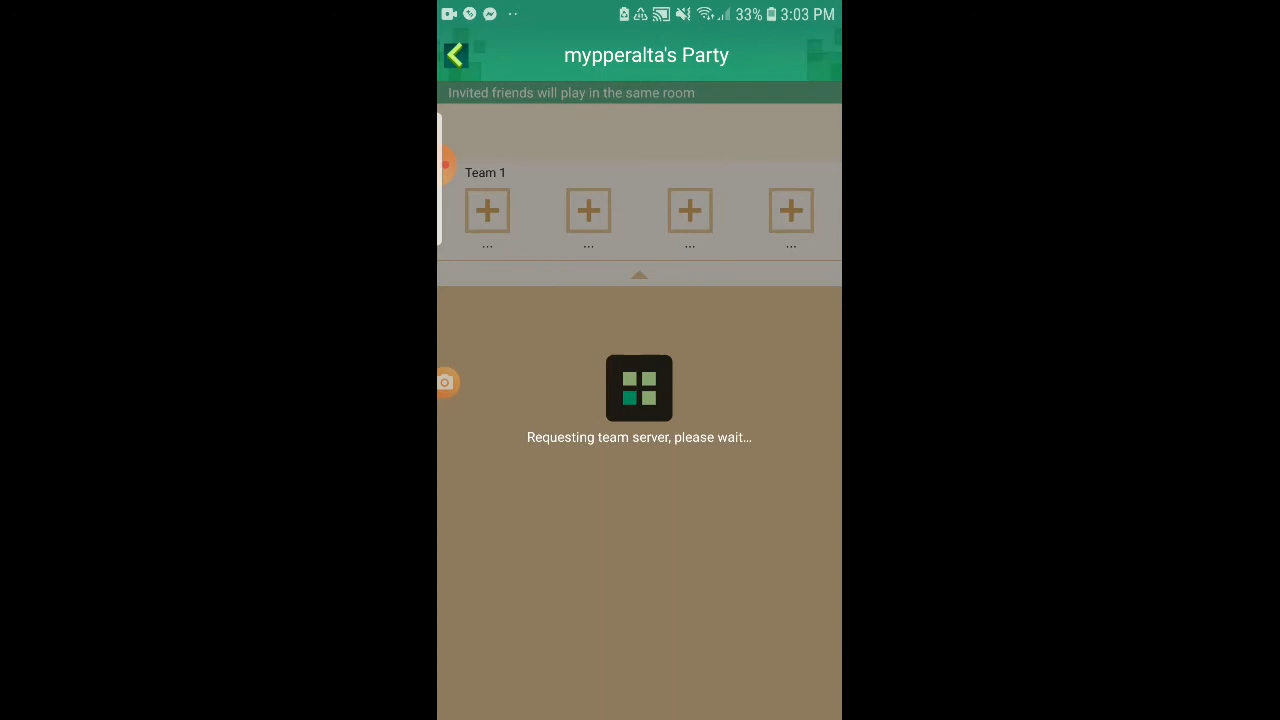 33% 3:03 PM
mypperalta's Party
Invited friends will play in the same room
Team 1
... ... ... ...
Requesting team server, please wait...